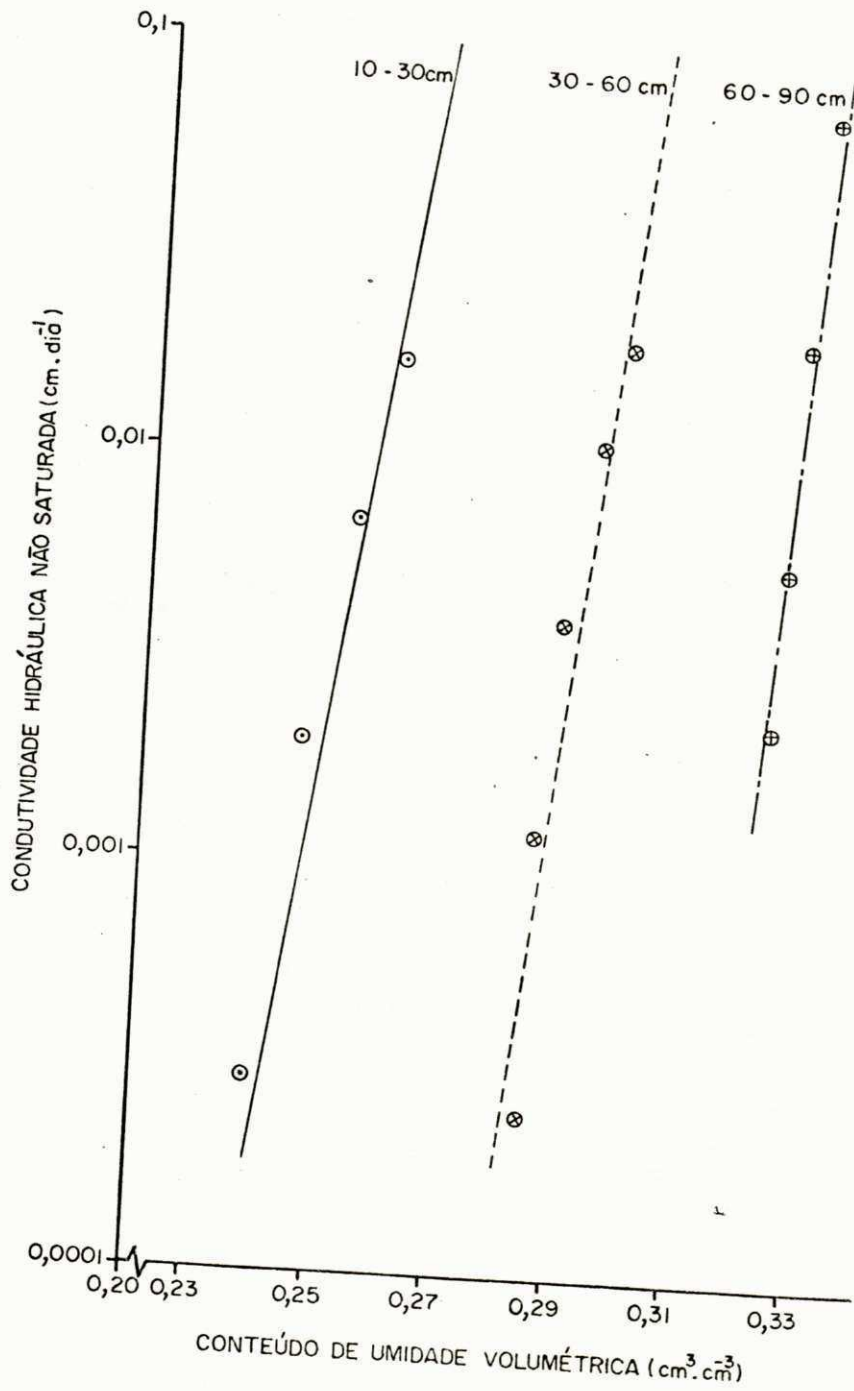 0,1
10 - 30cm
30 - 60 cm
60 - 90 cm
CONDUTIVIDADE HIDRÁULICA NÃO SATURADA (cm.dia⁻¹)
0,01
0,001
0,0001
0,20 0,23 0,25 0,27 0,29 0,31 0,33
CONTEÚDO DE UMIDADE VOLUMÉTRICA (cm³.cm⁻³)